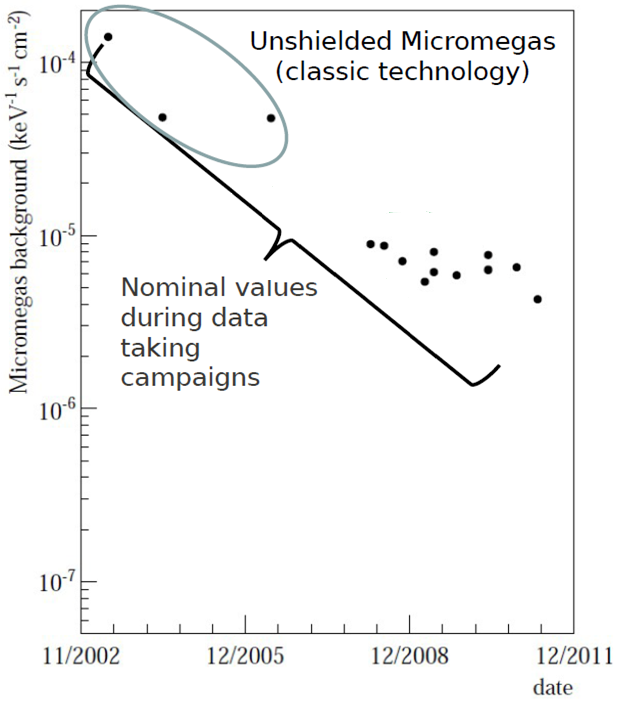 Unshielded Micromegas
(classic technology)
Micromegas background (keV⁻¹ s⁻¹ cm⁻²)
10⁻⁴
10⁻⁵
Nominal values
during data
taking
campaigns
10⁻⁶
10⁻⁷
11/2002 12/2005 12/2008 12/2011
date